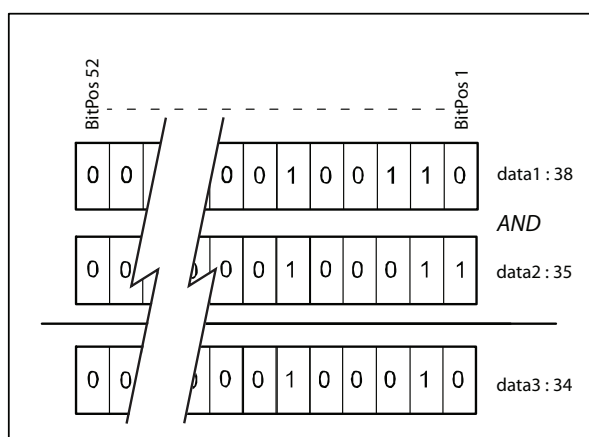 BitPos 52
BitPos 1
0 0 0 0 1 0 0 1 1 0 data1 : 38
AND
0 0 0 0 0 1 0 0 0 1 1 data2 : 35
0 0 0 0 0 1 0 0 0 1 0 data3 : 34